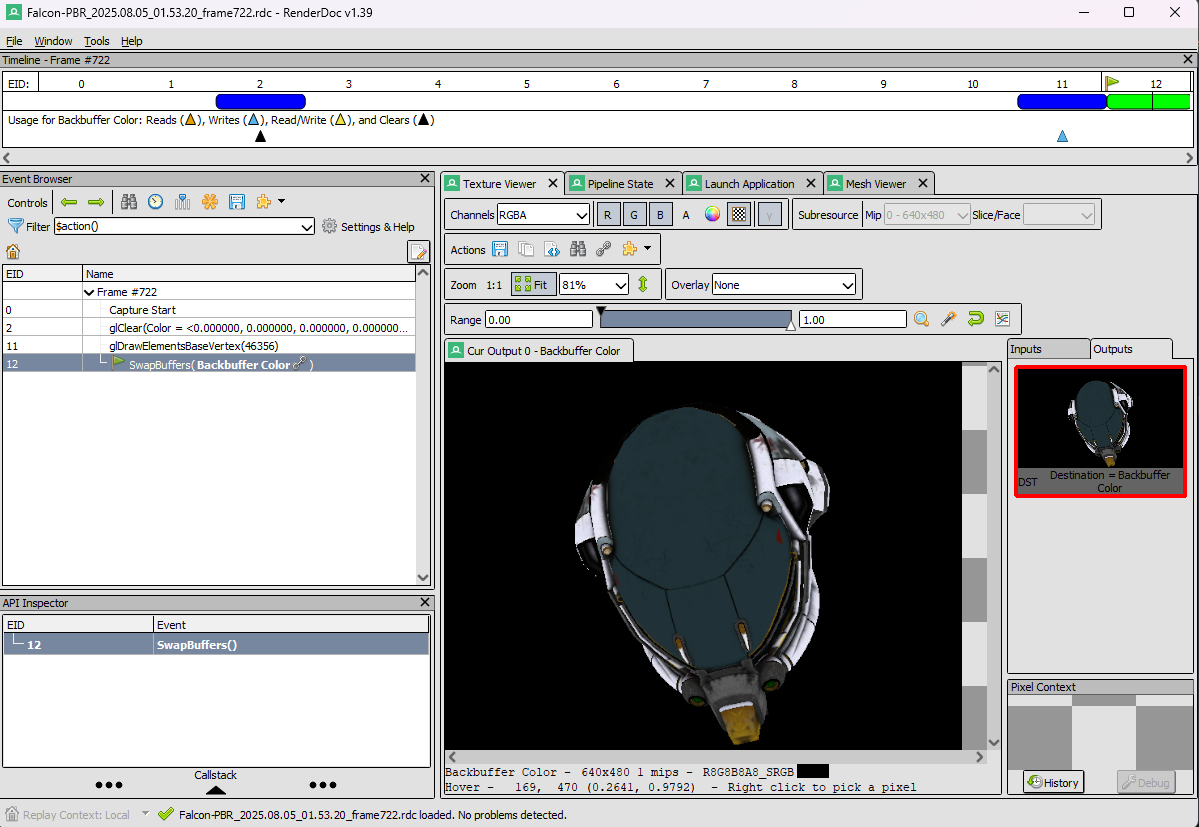 Falcon-PBR_2025.08.05_01.53.20_frame722.rdc - RenderDoc v1.39
File Window Tools Help
Timeline - Frame #722
EID: 0 1 2 3 4 5 6 7 8 9 10 11 12
Usage for Backbuffer Color: Reads ( ), Writes ( ), Read/Write ( ), and Clears ( )
Event Browser
Controls
Filter $action() Settings & Help
EID Name
Frame #722
0 Capture Start
2 glClear(Color = <0.000000, 0.000000, 0.000000, 0.000000...
11 glDrawElementsBaseVertex(46356)
12 SwapBuffers( Backbuffer Color )
API Inspector
EID Event
12 SwapBuffers()
Callstack
Texture Viewer Pipeline State Launch Application Mesh Viewer
Channels RGBA R G B A γ Subresource Mip 0 - 640x480 Slice/Face
Actions
Zoom 1:1 Fit 81% Overlay None
Range 0.00 1.00
Cur Output 0 - Backbuffer Color
Inputs Outputs
DST Destination = Backbuffer
Color
Pixel Context
History Debug
Backbuffer Color - 640x480 1 mips - R8G8B8A8_SRGB
Hover - 169, 470 (0.2641, 0.9792) - Right click to pick a pixel
Replay Context: Local Falcon-PBR_2025.08.05_01.53.20_frame722.rdc loaded. No problems detected.